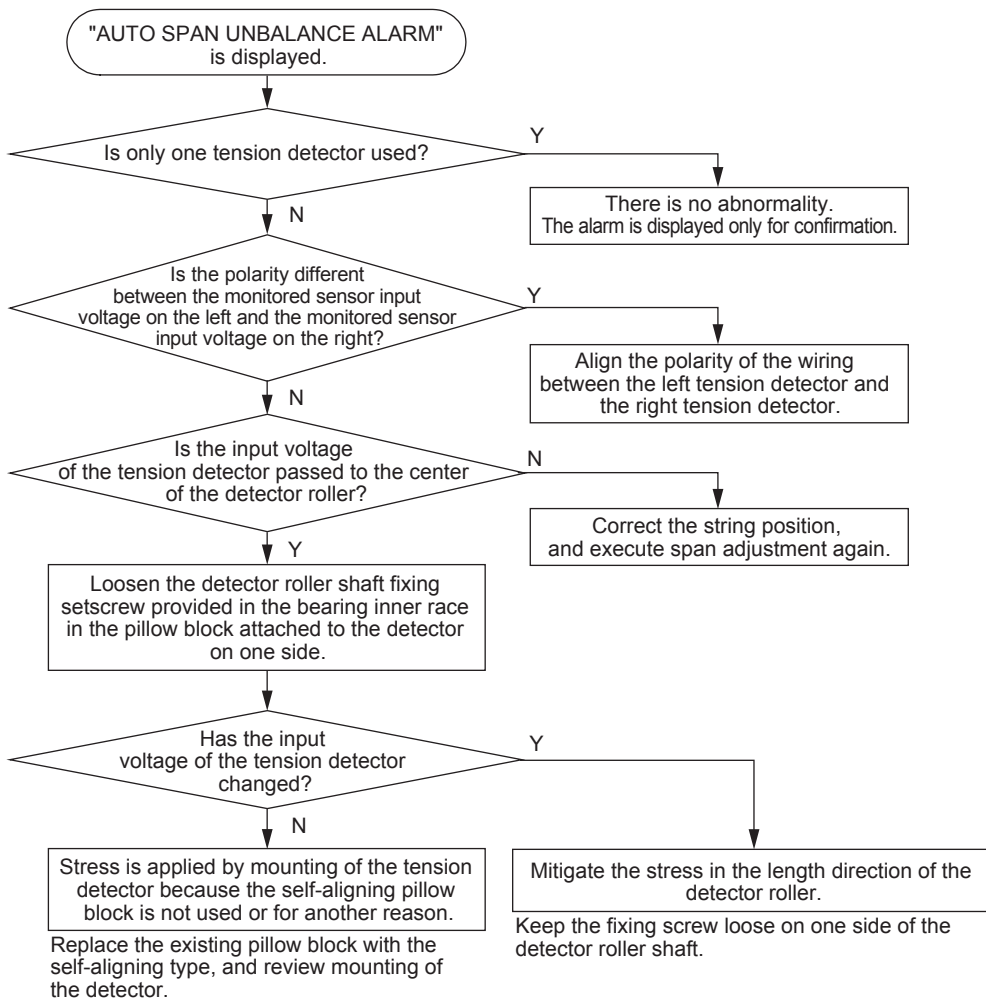 "AUTO SPAN UNBALANCE ALARM"
is displayed.
Y
Is only one tension detector used?
There is no abnormality.
The alarm is displayed only for confirmation.
N
Is the polarity different
between the monitored sensor input
voltage on the left and the monitored sensor
input voltage on the right?
Y
Align the polarity of the wiring
between the left tension detector and
the right tension detector.
N
Is the input voltage
of the tension detector passed to the center
of the detector roller?
N
Correct the string position,
and execute span adjustment again.
Y
Loosen the detector roller shaft fixing
setscrew provided in the bearing inner race
in the pillow block attached to the detector
on one side.
Has the input
voltage of the tension detector
changed?
Y
N
Stress is applied by mounting of the tension
detector because the self-aligning pillow
block is not used or for another reason.
Replace the existing pillow block with the
self-aligning type, and review mounting of
the detector.
Mitigate the stress in the length direction of the
detector roller.
Keep the fixing screw loose on one side of the
detector roller shaft.